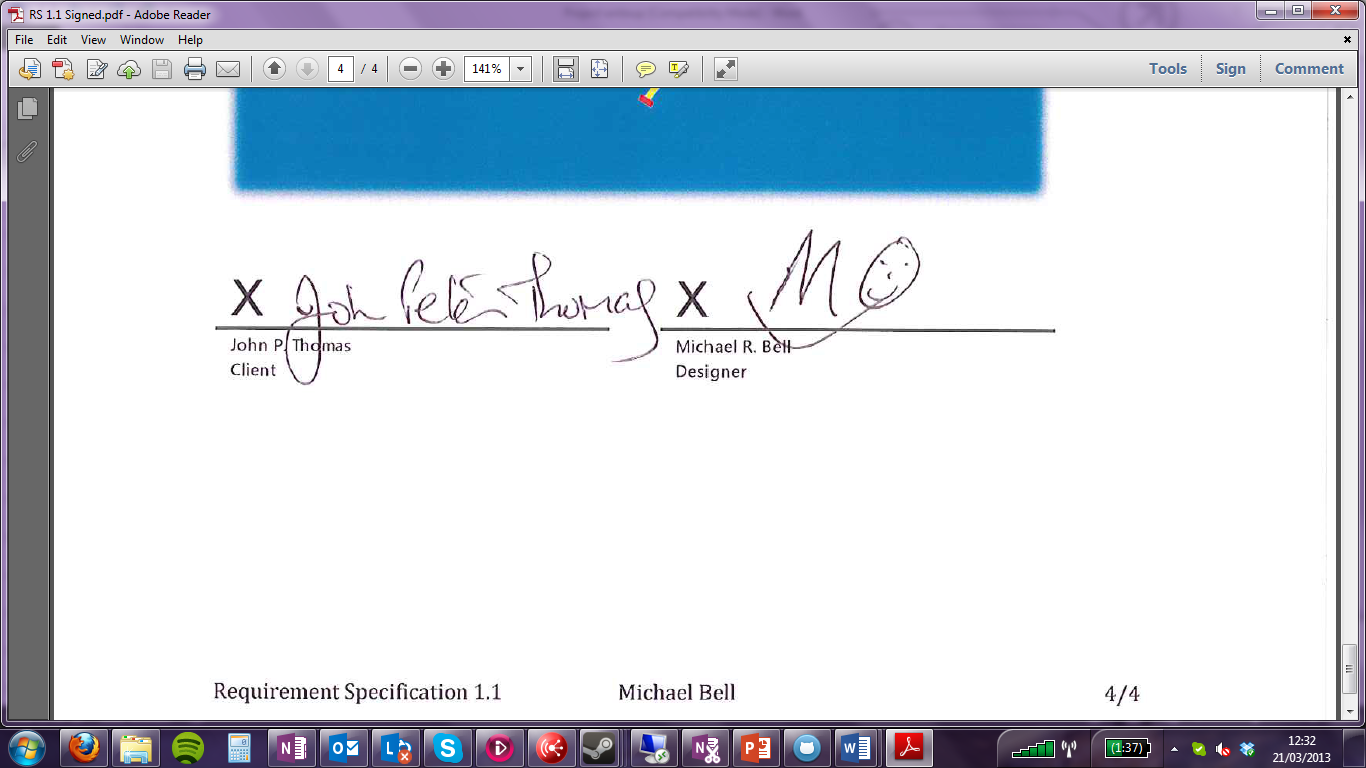 RS 1.1 Signed.pdf - Adobe Reader
File Edit View Window Help
4 / 4 141% Tools Sign Comment
X John Peter Thomas X M
John P. Thomas Michael R. Bell
Client Designer
Requirement Specification 1.1 Michael Bell 4/4
(1:37) 12:32
21/03/2013